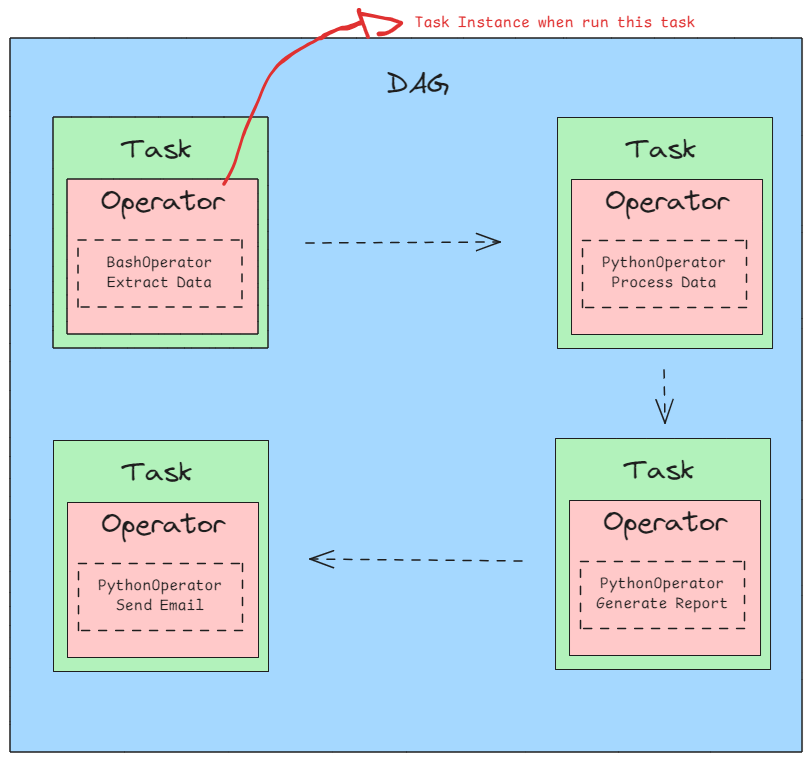 Task Instance when run this task
DAG
Task
Operator
BashOperator
Extract Data
Task
Operator
PythonOperator
Process Data
Task
Operator
PythonOperator
Send Email
Task
Operator
PythonOperator
Generate Report